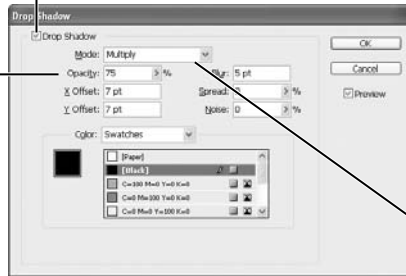 Drop Shadow
Drop Shadow
OK
Mode: Multiply
Cancel
Opacity: 75 % Blur: 5 pt
X Offset: 7 pt Spread: 0 %
Preview
Y Offset: 7 pt Noise: 0 %
Color: Swatches
[Paper]
[Black]
C=100 M=0 Y=0 K=0
C=0 M=100 Y=0 K=0
C=0 M=0 Y=100 K=0